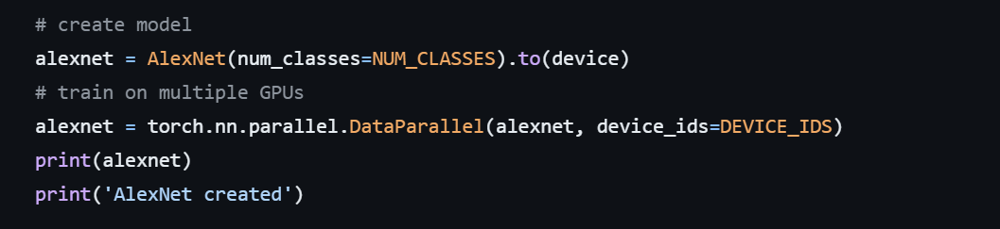 # create model
alexnet = AlexNet(num_classes=NUM_CLASSES).to(device)
# train on multiple GPUs
alexnet = torch.nn.parallel.DataParallel(alexnet, device_ids=DEVICE_IDS)
print(alexnet)
print('AlexNet created')